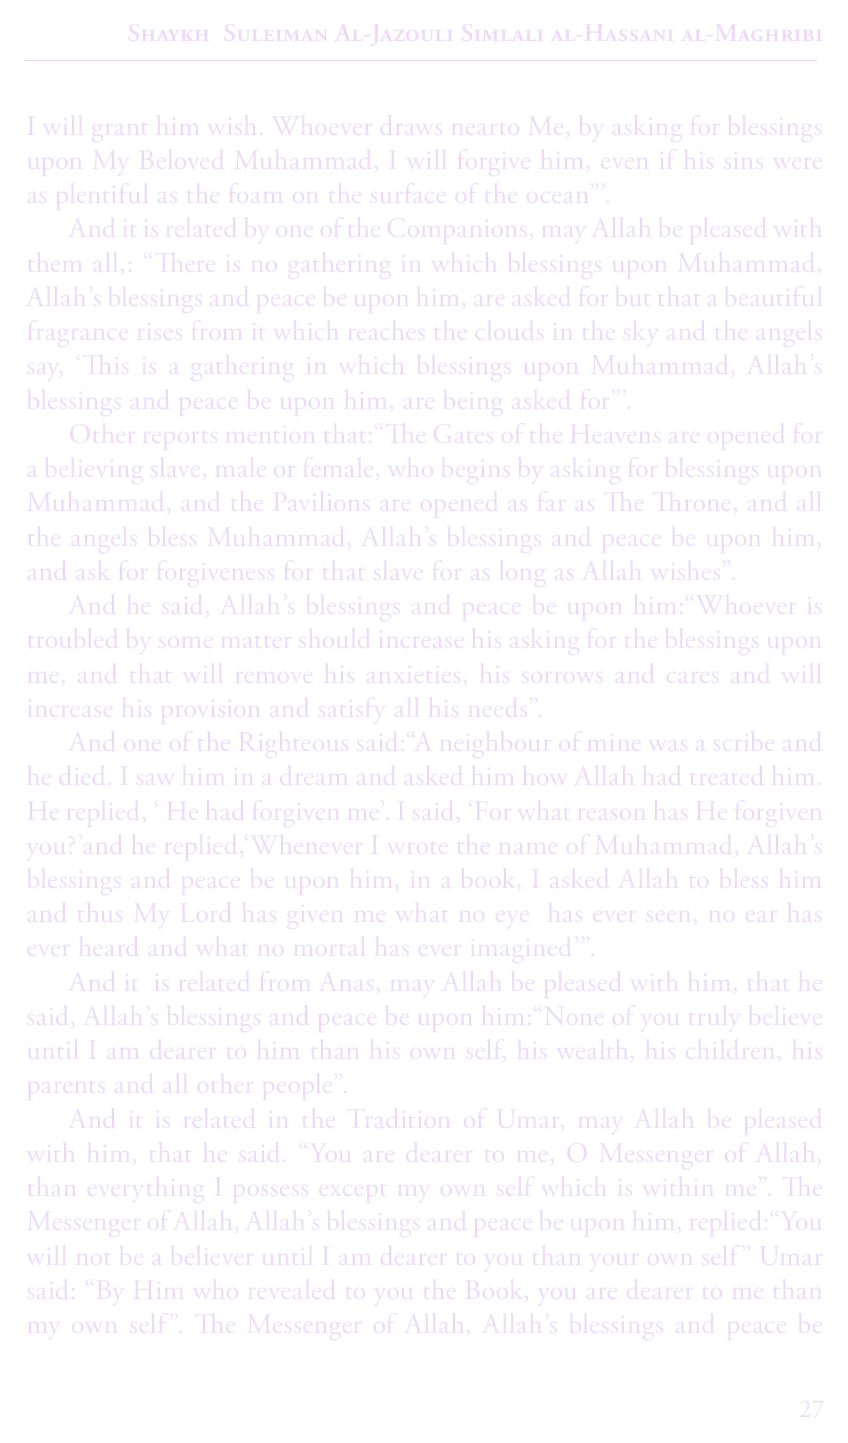 Shaykh Suleiman Al-Jazouli Simlali al-Hassani al-Maghribi
I will grant him wish. Whoever draws nearto Me, by asking for blessings
upon My Beloved Muhammad, I will forgive him, even if his sins were
as plentiful as the foam on the surface of the ocean”’.
And it is related by one of the Companions, may Allah be pleased with
them all,: “There is no gathering in which blessings upon Muhammad,
Allah’s blessings and peace be upon him, are asked for but that a beautiful
fragrance rises from it which reaches the clouds in the sky and the angels
say, ‘This is a gathering in which blessings upon Muhammad, Allah’s
blessings and peace be upon him, are being asked for”’.
Other reports mention that:“The Gates of the Heavens are opened for
a believing slave, male or female, who begins by asking for blessings upon
Muhammad, and the Pavilions are opened as far as The Throne, and all
the angels bless Muhammad, Allah’s blessings and peace be upon him,
and ask for forgiveness for that slave for as long as Allah wishes”.
And he said, Allah’s blessings and peace be upon him:“Whoever is
troubled by some matter should increase his asking for the blessings upon
me, and that will remove his anxieties, his sorrows and cares and will
increase his provision and satisfy all his needs”.
And one of the Righteous said:“A neighbour of mine was a scribe and
he died. I saw him in a dream and asked him how Allah had treated him.
He replied, ‘ He had forgiven me’. I said, ‘For what reason has He forgiven
you?’and he replied,‘Whenever I wrote the name of Muhammad, Allah’s
blessings and peace be upon him, in a book, I asked Allah to bless him
and thus My Lord has given me what no eye has ever seen, no ear has
ever heard and what no mortal has ever imagined’”.
And it is related from Anas, may Allah be pleased with him, that he
said, Allah’s blessings and peace be upon him:“None of you truly believe
until I am dearer to him than his own self, his wealth, his children, his
parents and all other people”.
And it is related in the Tradition of Umar, may Allah be pleased
with him, that he said. “You are dearer to me, O Messenger of Allah,
than everything I possess except my own self which is within me”. The
Messenger of Allah, Allah’s blessings and peace be upon him, replied:“You
will not be a believer until I am dearer to you than your own self” Umar
said: “By Him who revealed to you the Book, you are dearer to me than
my own self”. The Messenger of Allah, Allah’s blessings and peace be
27